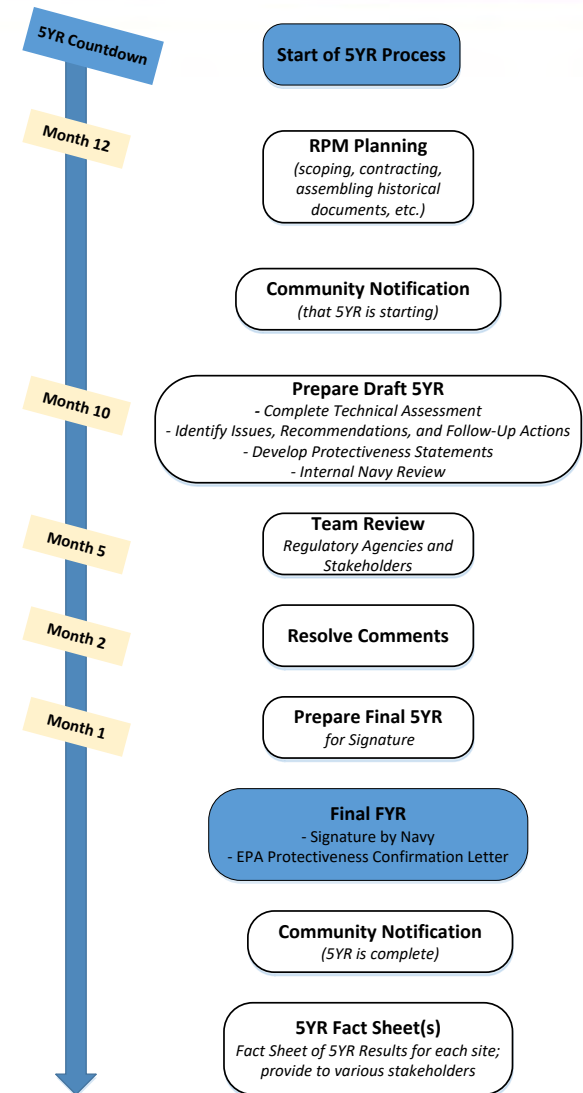 5YR Countdown
Start of 5YR Process
Month 12
RPM Planning
(scoping, contracting,
assembling historical
documents, etc.)
Community Notification
(that 5YR is starting)
Month 10
Prepare Draft 5YR
- Complete Technical Assessment
- Identify Issues, Recommendations, and Follow-Up Actions
- Develop Protectiveness Statements
- Internal Navy Review
Month 5
Team Review
Regulatory Agencies and
Stakeholders
Month 2
Resolve Comments
Month 1
Prepare Final 5YR
for Signature
Final FYR
- Signature by Navy
- EPA Protectiveness Confirmation Letter
Community Notification
(5YR is complete)
5YR Fact Sheet(s)
Fact Sheet of 5YR Results for each site;
provide to various stakeholders